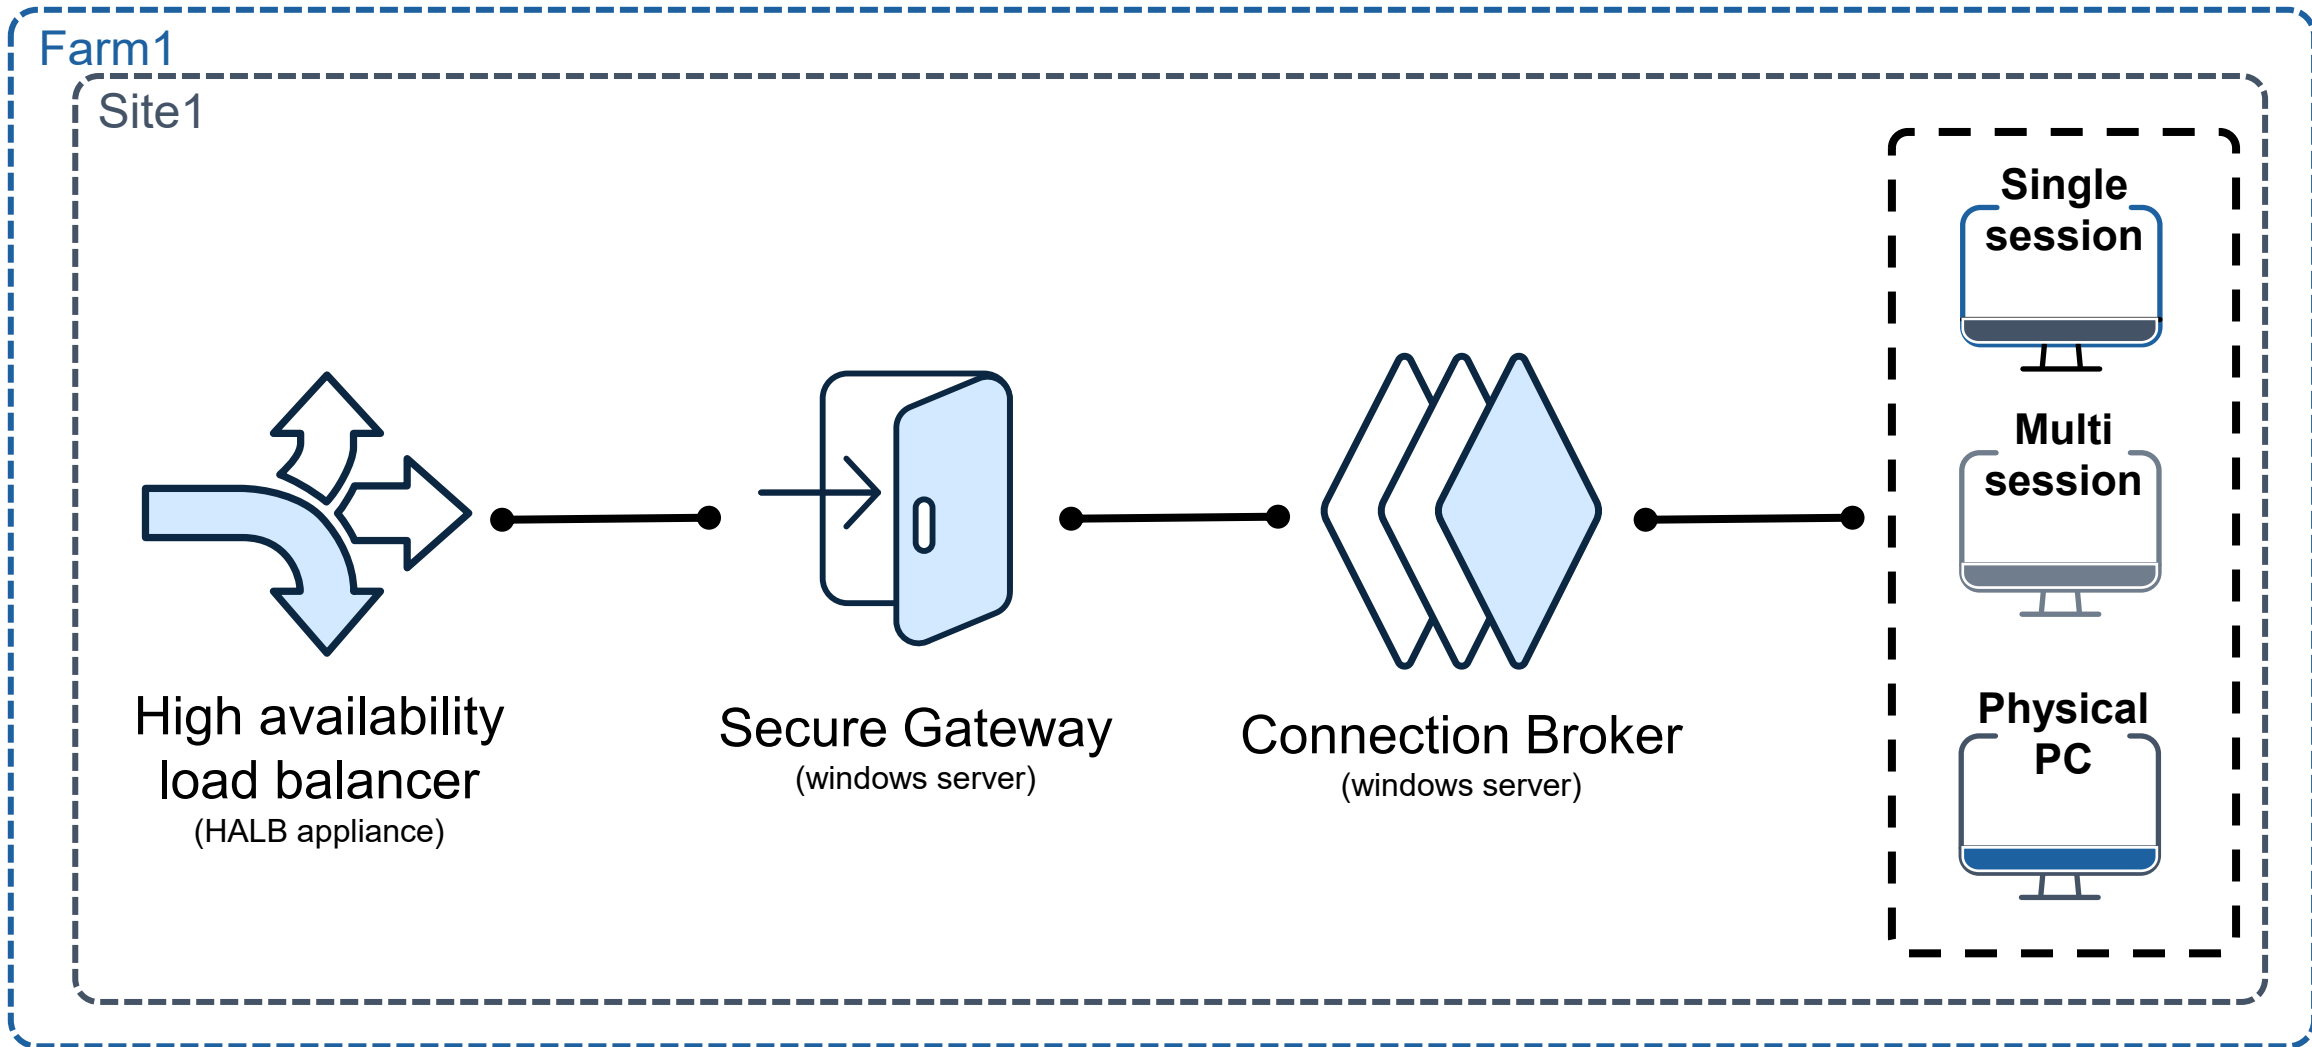 Farm1
Site1
High availability
load balancer
(HALB appliance)
Secure Gateway
(windows server)
Connection Broker
(windows server)
Single
session
Multi
session
Physical
PC